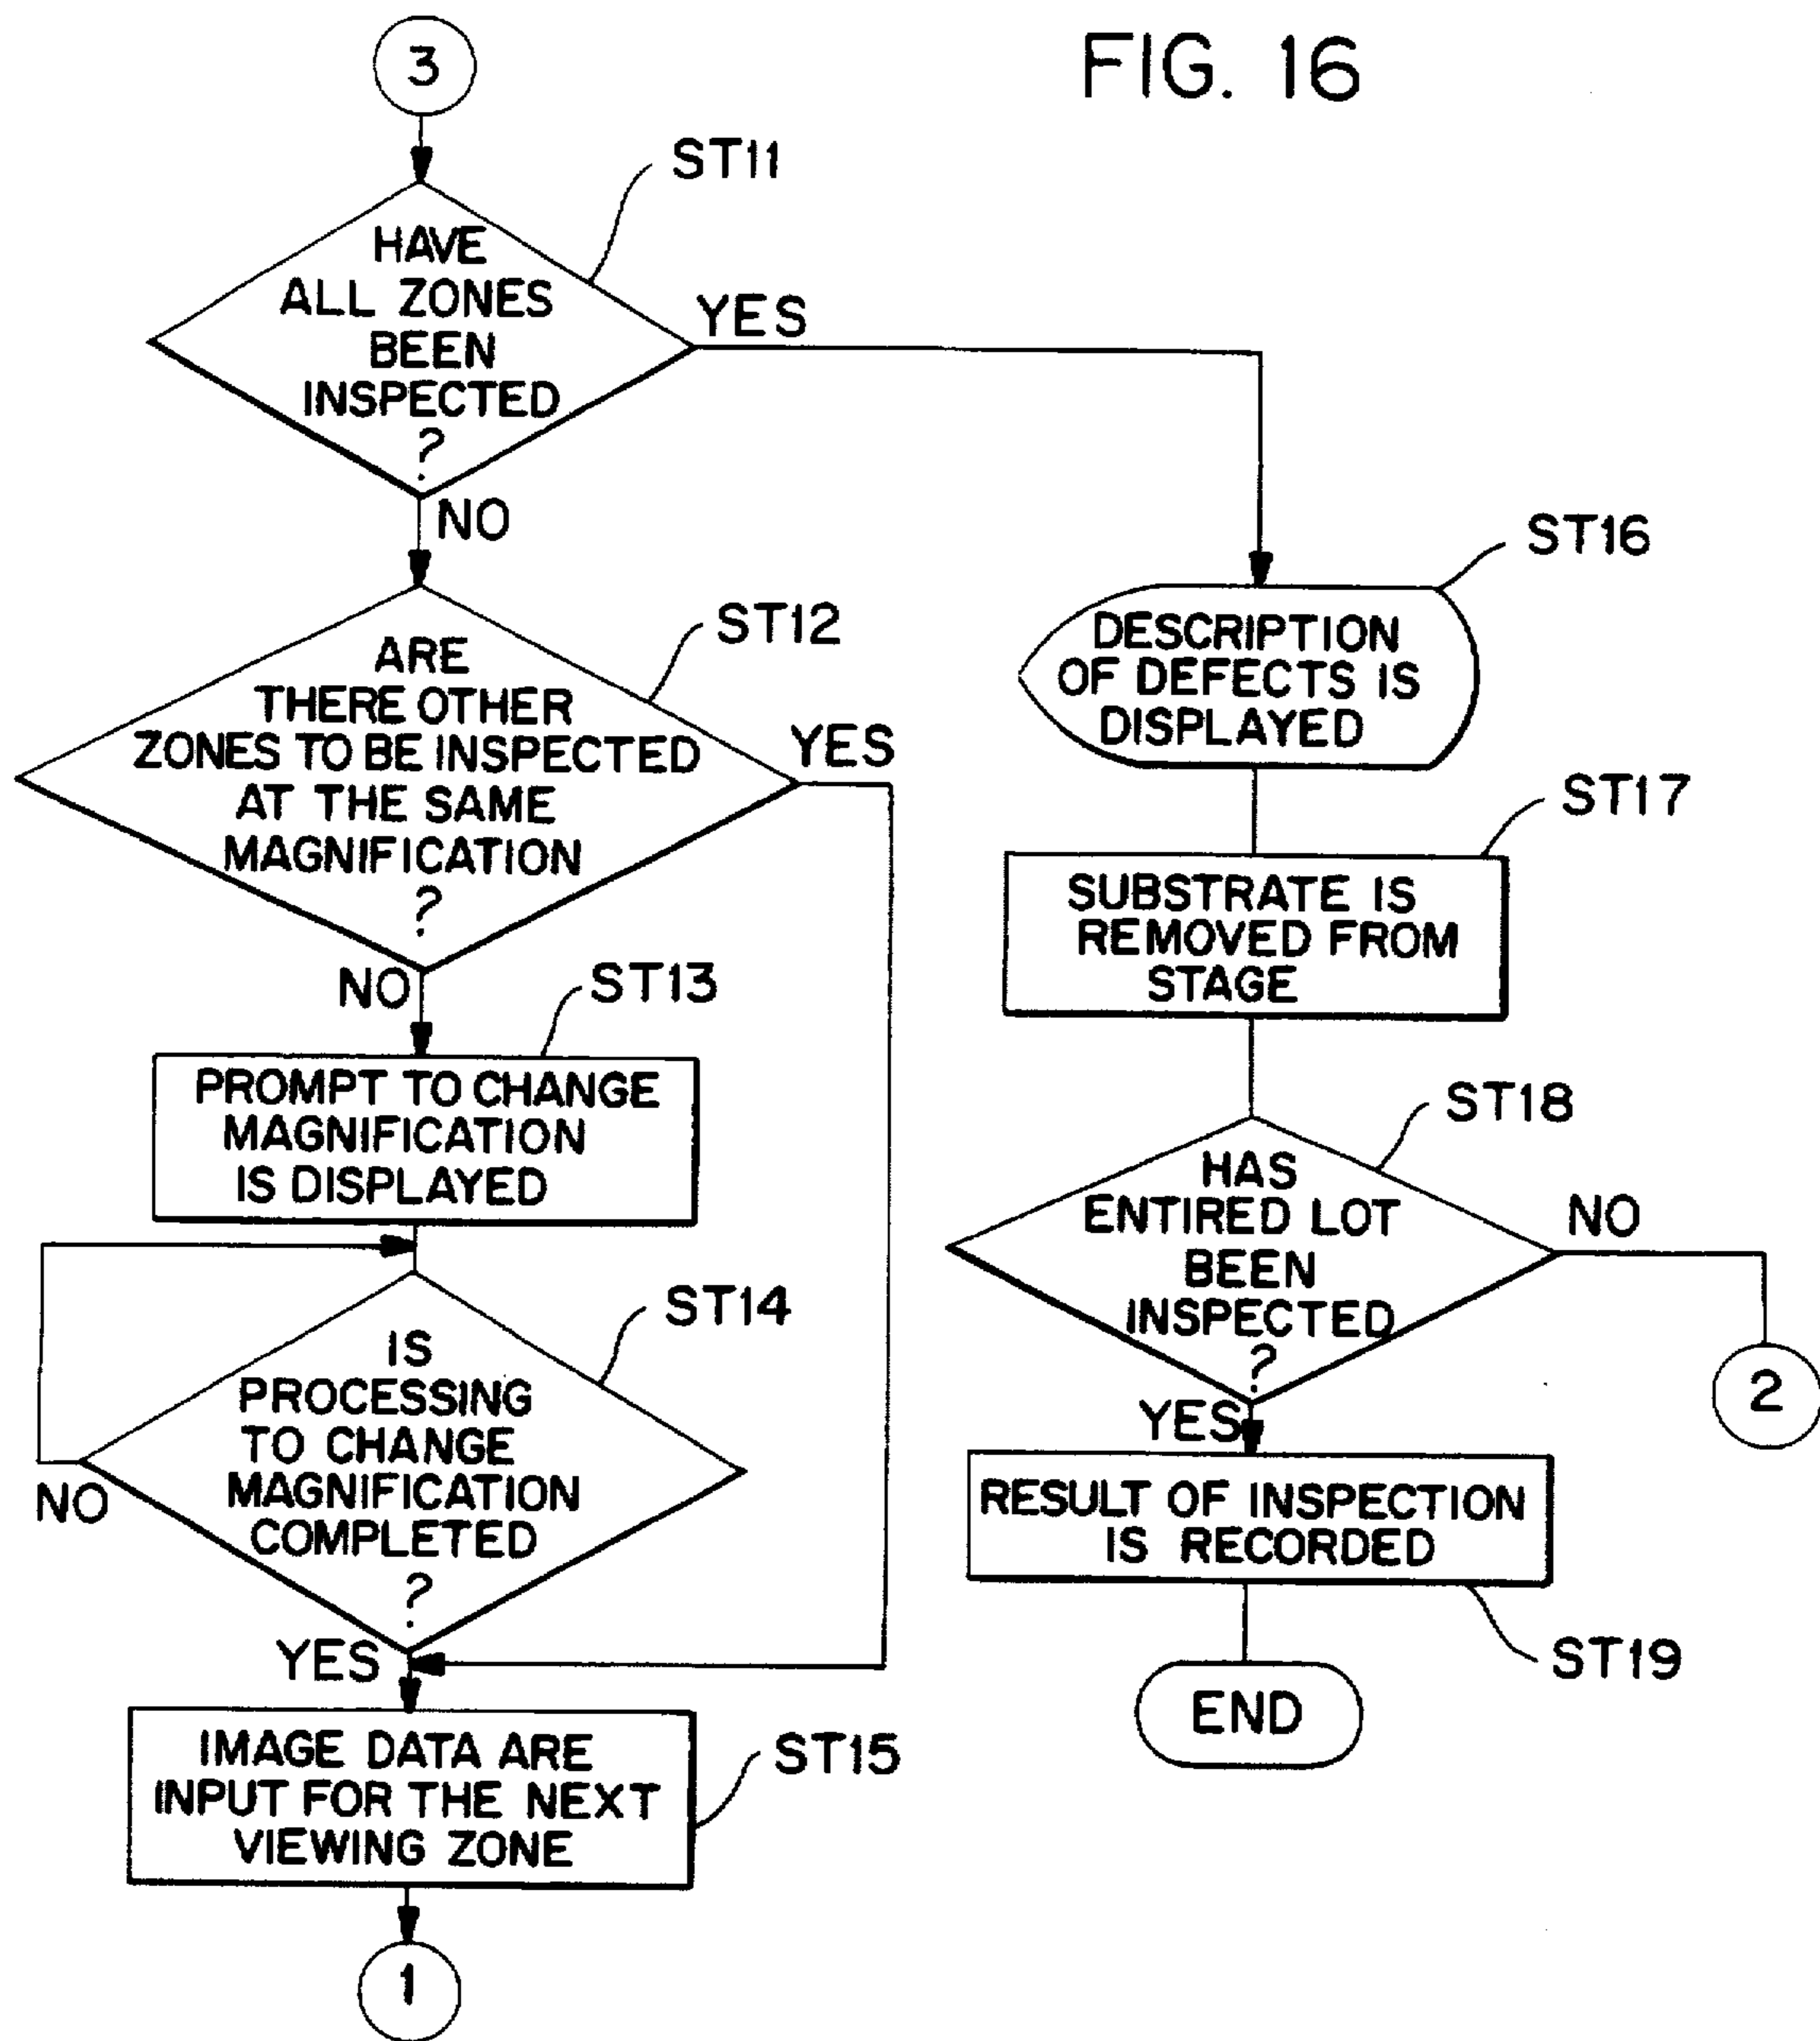 FIG. 16
3
ST11
HAVE
ALL ZONES
BEEN
INSPECTED
?
YES
NO
ST12
ARE
THERE OTHER
ZONES TO BE INSPECTED
AT THE SAME
MAGNIFICATION
?
YES
NO
ST13
PROMPT TO CHANGE
MAGNIFICATION
IS DISPLAYED
ST14
IS
PROCESSING
TO CHANGE
MAGNIFICATION
COMPLETED
?
NO
YES
ST15
IMAGE DATA ARE
INPUT FOR THE NEXT
VIEWING ZONE
1
ST16
DESCRIPTION
OF DEFECTS IS
DISPLAYED
ST17
SUBSTRATE IS
REMOVED FROM
STAGE
ST18
HAS
ENTIRED LOT
BEEN
INSPECTED
?
NO
2
YES
RESULT OF INSPECTION
IS RECORDED
ST19
END